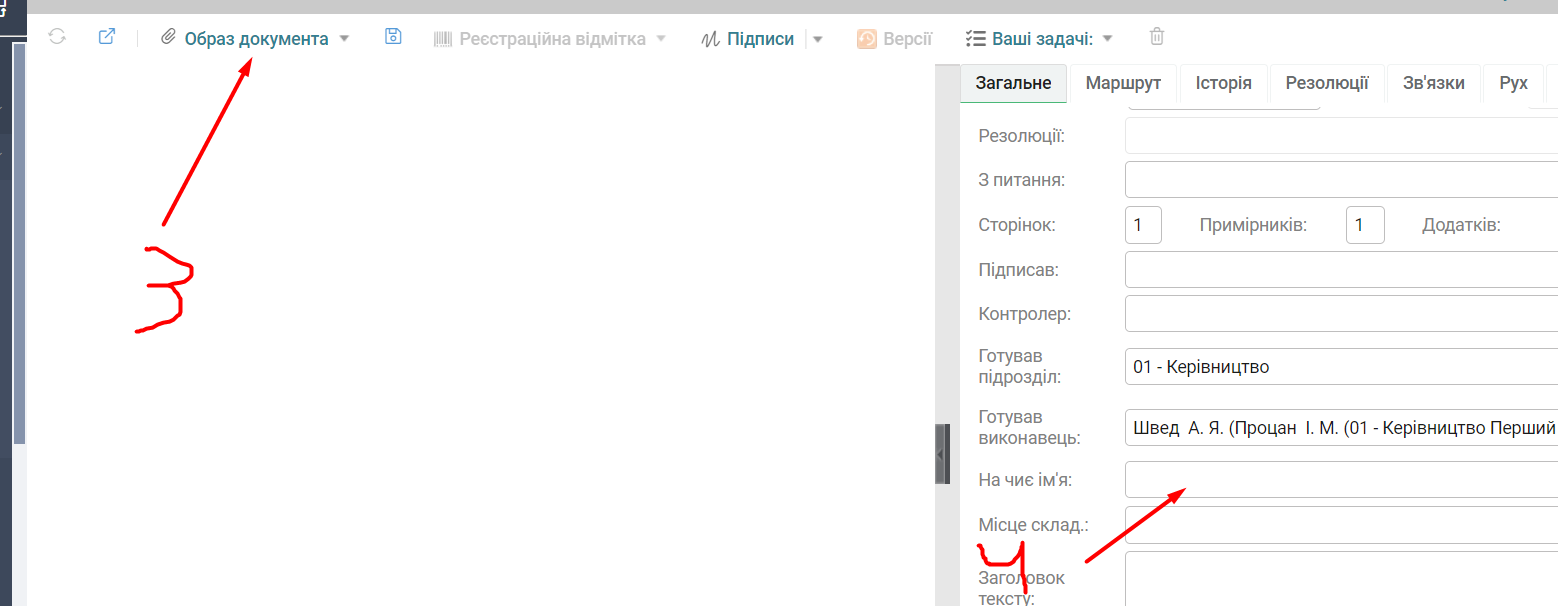 Образ документа
Реєстраційна відмітка
Підписи
Версії
Ваші задачі:
Загальне
Маршрут
Історія
Резолюції
Зв'язки
Рух
Резолюції:
З питання:
Сторінок: 1 Примірників: 1 Додатків:
Підписав:
Контролер:
Готував
підрозділ:
01 - Керівництво
Готував
виконавець:
Швед А. Я. (Процан І. М. (01 - Керівництво Перший
На чиє ім'я:
Місце склад.:
Заголовок
тексту:
3
4